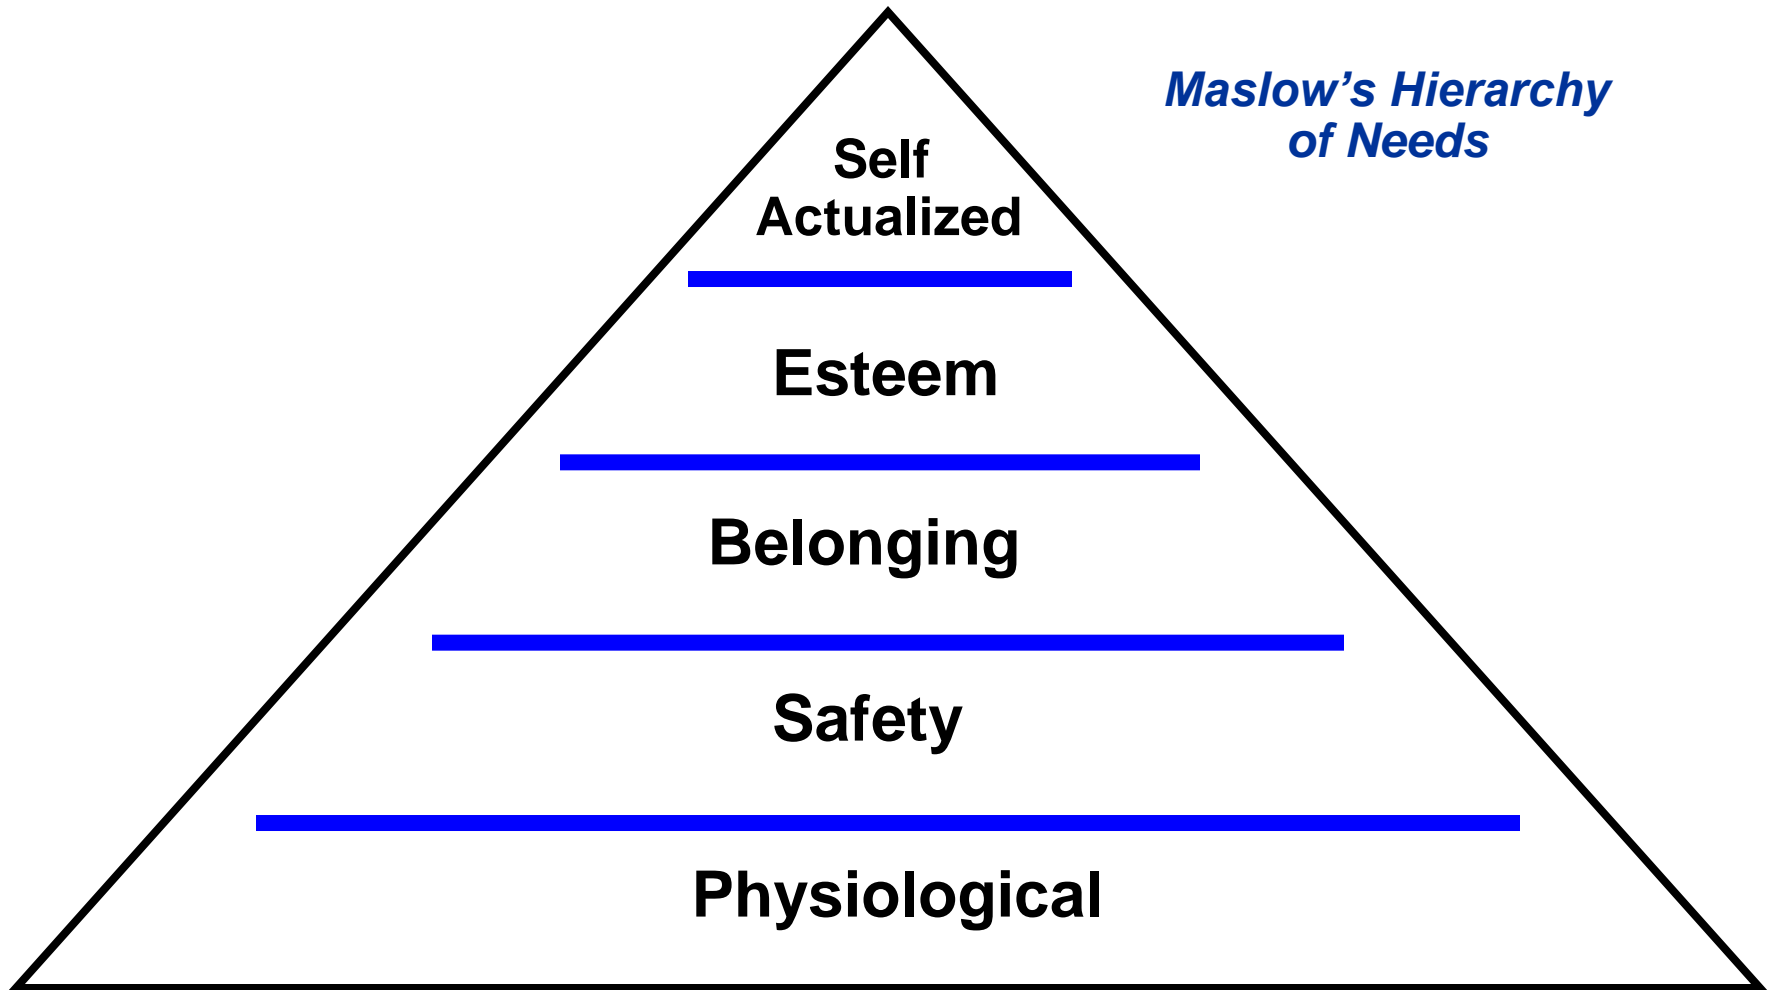 Maslow’s Hierarchy
of Needs
Self
Actualized
Esteem
Belonging
Safety
Physiological